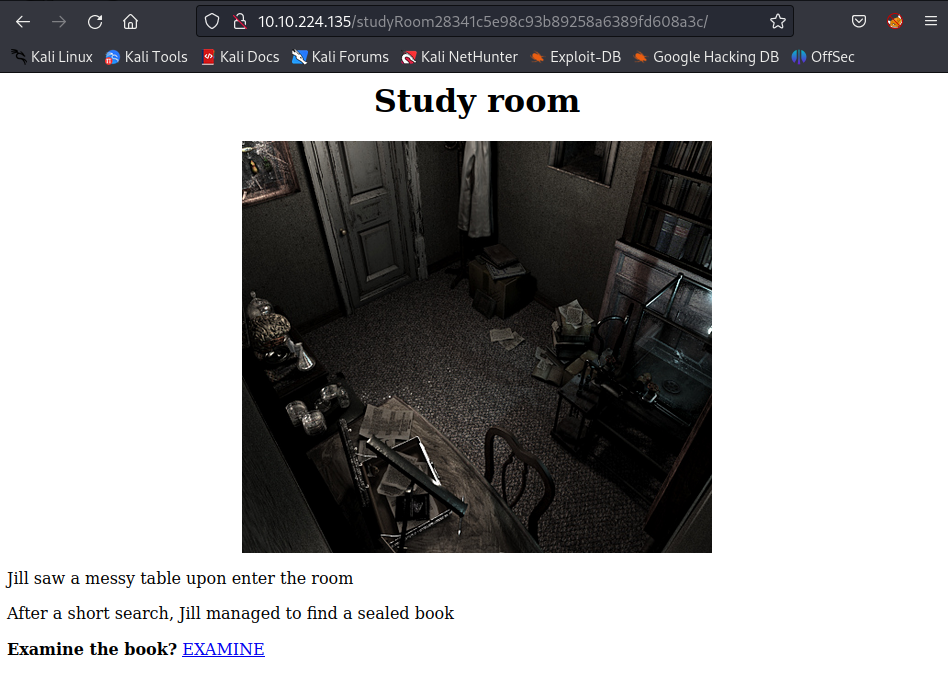 10.10.224.135/studyRoom28341c5e98c93b89258a6389fd608a3c/
Kali Linux Kali Tools Kali Docs Kali Forums Kali NetHunter Exploit-DB Google Hacking DB OffSec
Study room
Jill saw a messy table upon enter the room
After a short search, Jill managed to find a sealed book
Examine the book? EXAMINE